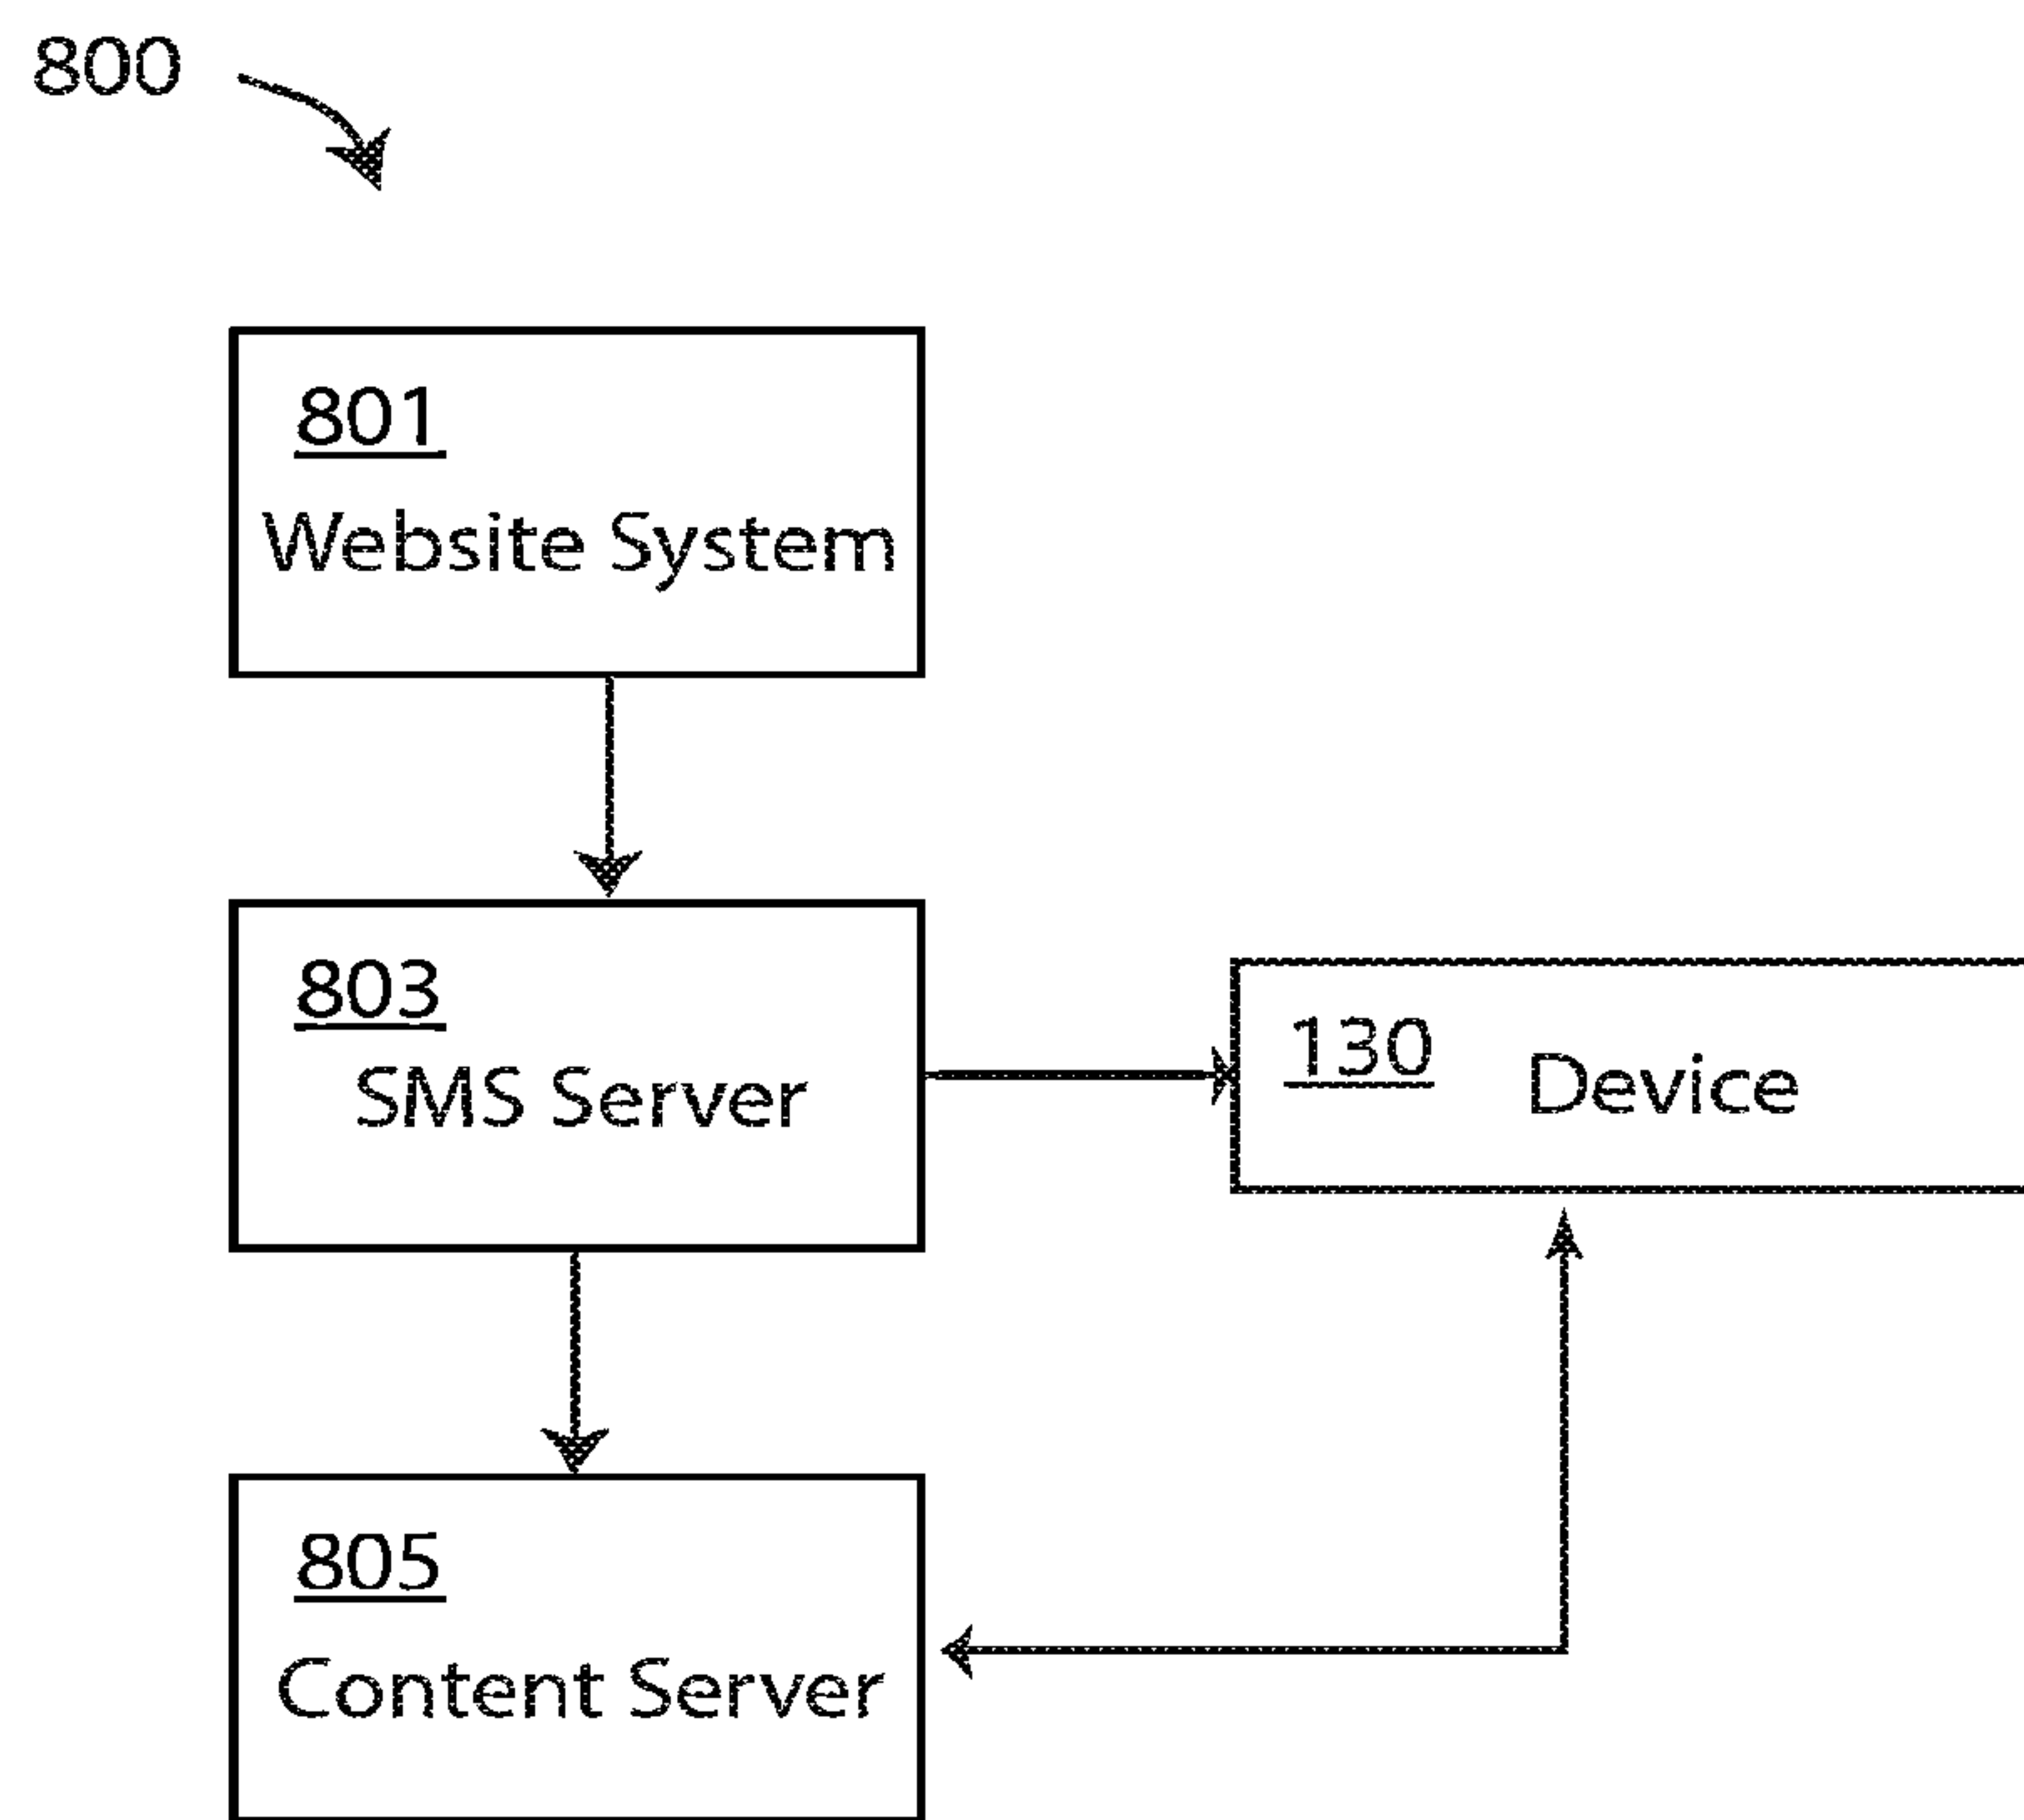 800
801
Website System
803
SMS Server
130
Device
805
Content Server